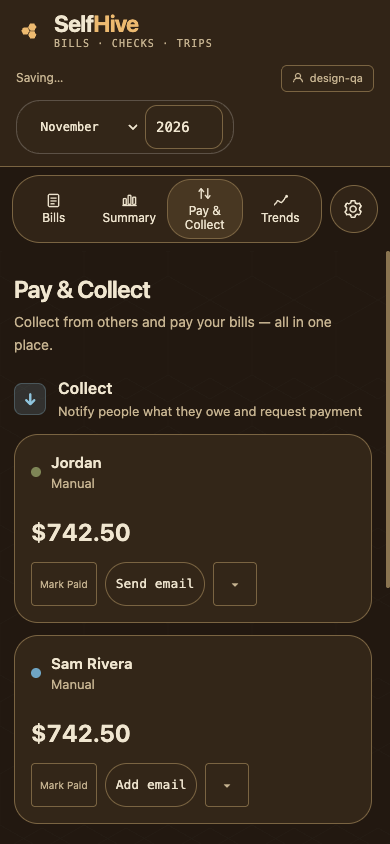 SelfHive
BILLS · CHECKS · TRIPS
Saving…
design-qa
November
2026
Bills
Summary
Pay &
Collect
Trends
Pay & Collect
Collect from others and pay your bills — all in one
place.
Collect
Notify people what they owe and request payment
Jordan
Manual
$742.50
Mark Paid
Send email
Sam Rivera
Manual
$742.50
Mark Paid
Add email